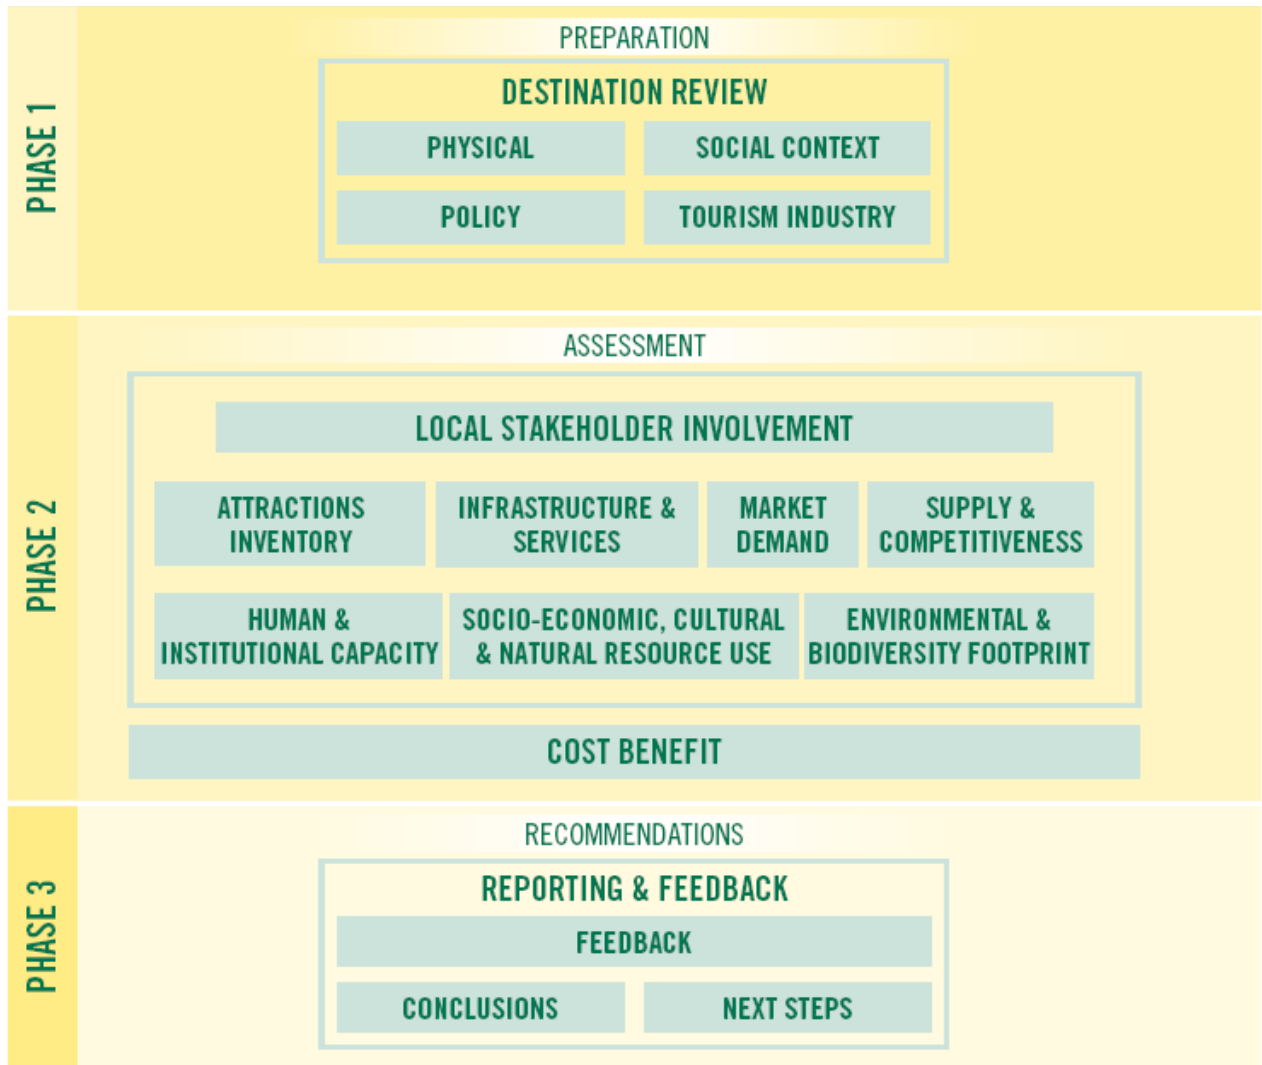 PHASE 1
PREPARATION
DESTINATION REVIEW
PHYSICAL
SOCIAL CONTEXT
POLICY
TOURISM INDUSTRY
PHASE 2
ASSESSMENT
LOCAL STAKEHOLDER INVOLVEMENT
ATTRACTIONS
INVENTORY
INFRASTRUCTURE &
SERVICES
MARKET
DEMAND
SUPPLY &
COMPETITIVENESS
HUMAN &
INSTITUTIONAL CAPACITY
SOCIO-ECONOMIC, CULTURAL
& NATURAL RESOURCE USE
ENVIRONMENTAL &
BIODIVERSITY FOOTPRINT
COST BENEFIT
PHASE 3
RECOMMENDATIONS
REPORTING & FEEDBACK
FEEDBACK
CONCLUSIONS
NEXT STEPS